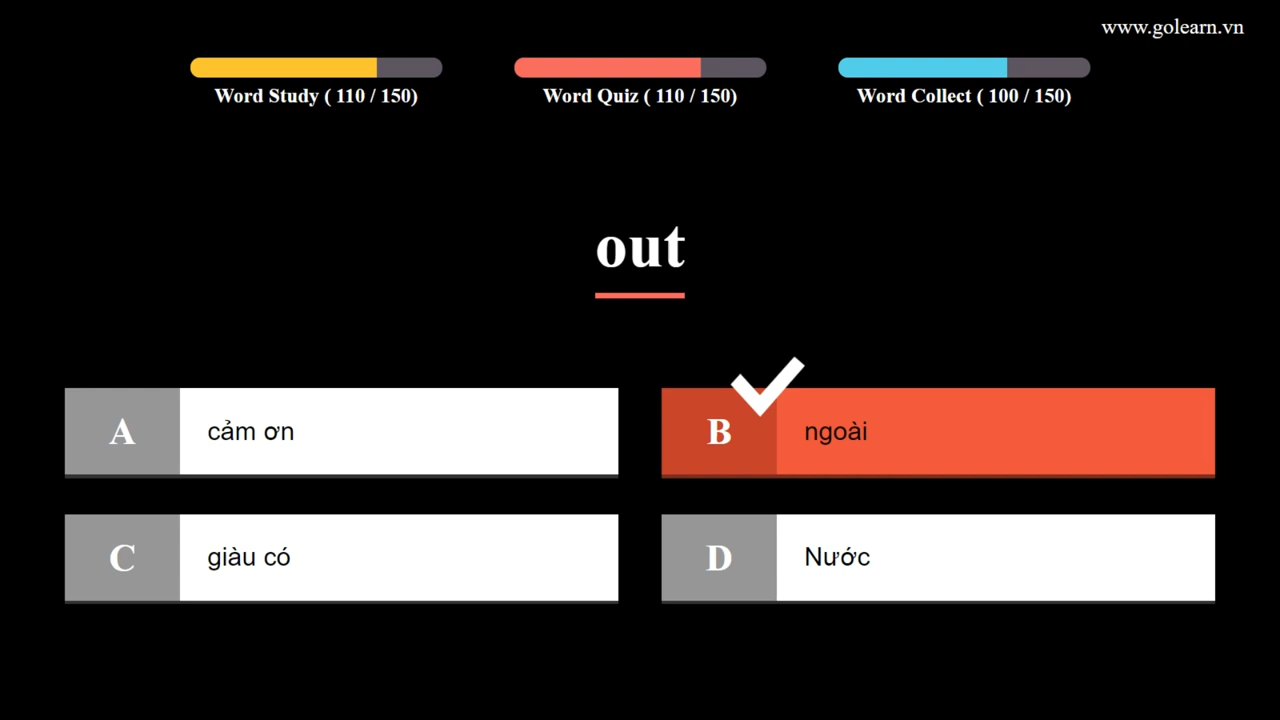 www.golearn.vn
Word Study ( 110 / 150)
Word Quiz ( 110 / 150)
Word Collect ( 100 / 150)
out
A
cảm ơn
B
ngoài
C
giàu có
D
Nước